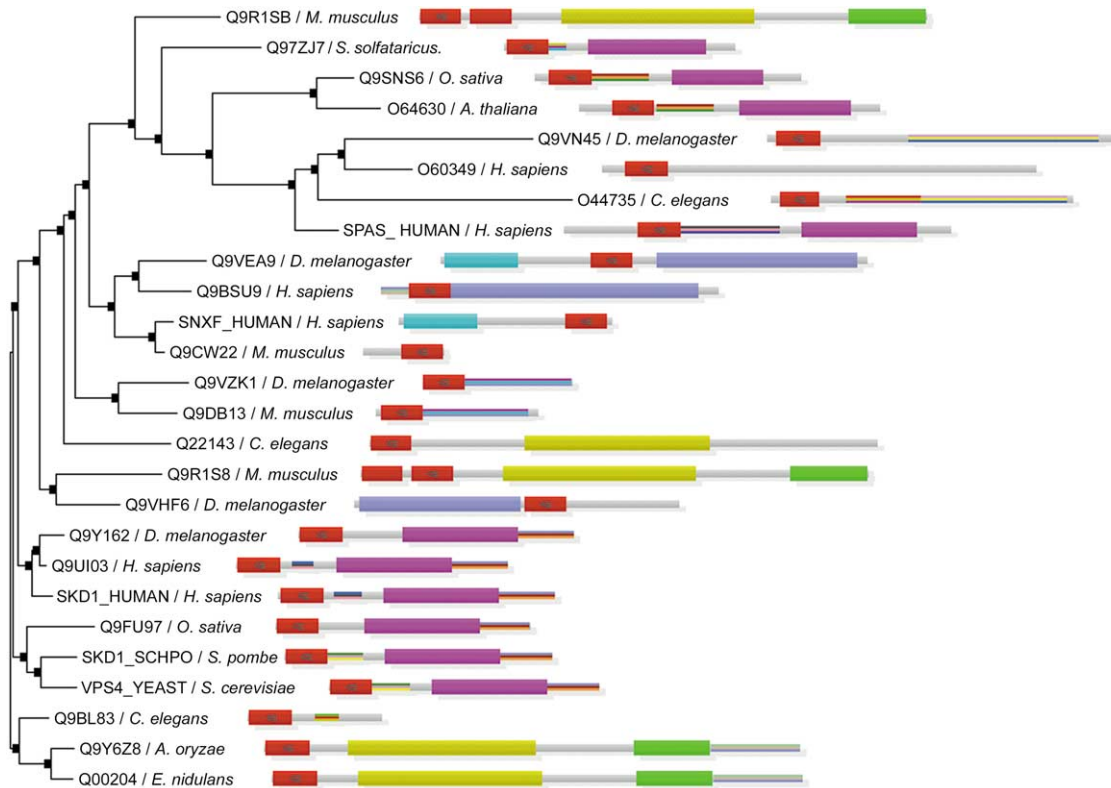 Q9R1SB / M. musculus
Q97ZJ7 / S. solfataricus.
Q9SNS6 / O. sativa
O64630 / A. thaliana
Q9VN45 / D. melanogaster
O60349 / H. sapiens
O44735 / C. elegans
SPAS_ HUMAN / H. sapiens
Q9VEA9 / D. melanogaster
Q9BSU9 / H. sapiens
SNXF_HUMAN / H. sapiens
Q9CW22 / M. musculus
Q9VZK1 / D. melanogaster
Q9DB13 / M. musculus
Q22143 / C. elegans
Q9R1S8 / M. musculus
Q9VHF6 / D. melanogaster
Q9Y162 / D. melanogaster
Q9UI03 / H. sapiens
SKD1_HUMAN / H. sapiens
Q9FU97 / O. sativa
SKD1_SCHPO / S. pombe
VPS4_YEAST / S. cerevisiae
Q9BL83 / C. elegans
Q9Y6Z8 / A. oryzae
Q00204 / E. nidulans